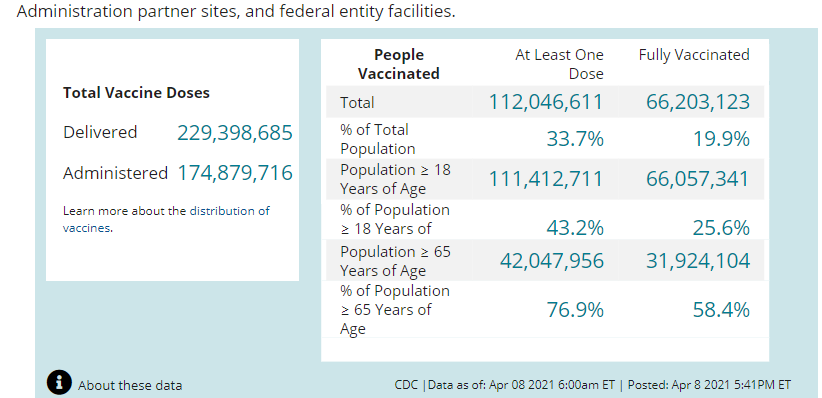 Administration partner sites, and federal entity facilities.
Total Vaccine Doses
Delivered 229,398,685
Administered 174,879,716
Learn more about the distribution of
vaccines.
People
Vaccinated
At Least One
Dose
Fully Vaccinated
Total 112,046,611 66,203,123
% of Total
Population
33.7% 19.9%
Population ≥ 18
Years of Age
111,412,711 66,057,341
% of Population
≥ 18 Years of
43.2% 25.6%
Population ≥ 65
Years of Age
42,047,956 31,924,104
% of Population
≥ 65 Years of
Age
76.9% 58.4%
i About these data
CDC | Data as of: Apr 08 2021 6:00am ET | Posted: Apr 8 2021 5:41PM ET